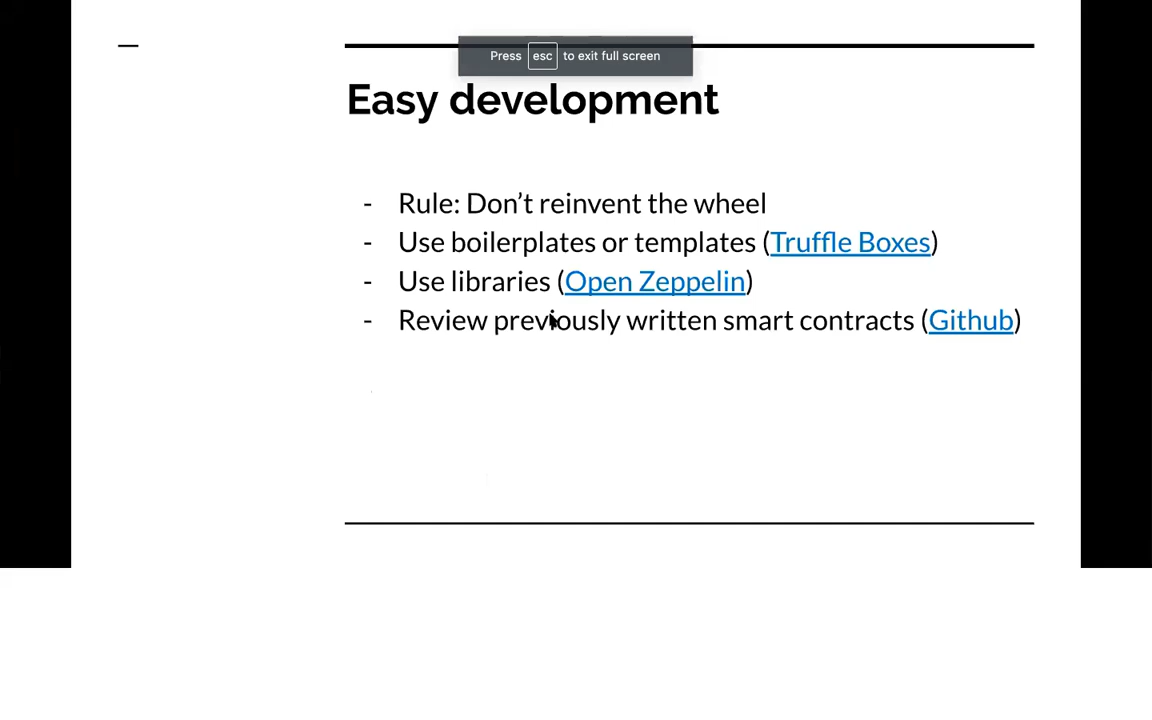 Press esc to exit full screen
Easy development
- Rule: Don’t reinvent the wheel
- Use boilerplates or templates (Truffle Boxes)
- Use libraries (Open Zeppelin)
- Review previously written smart contracts (Github)